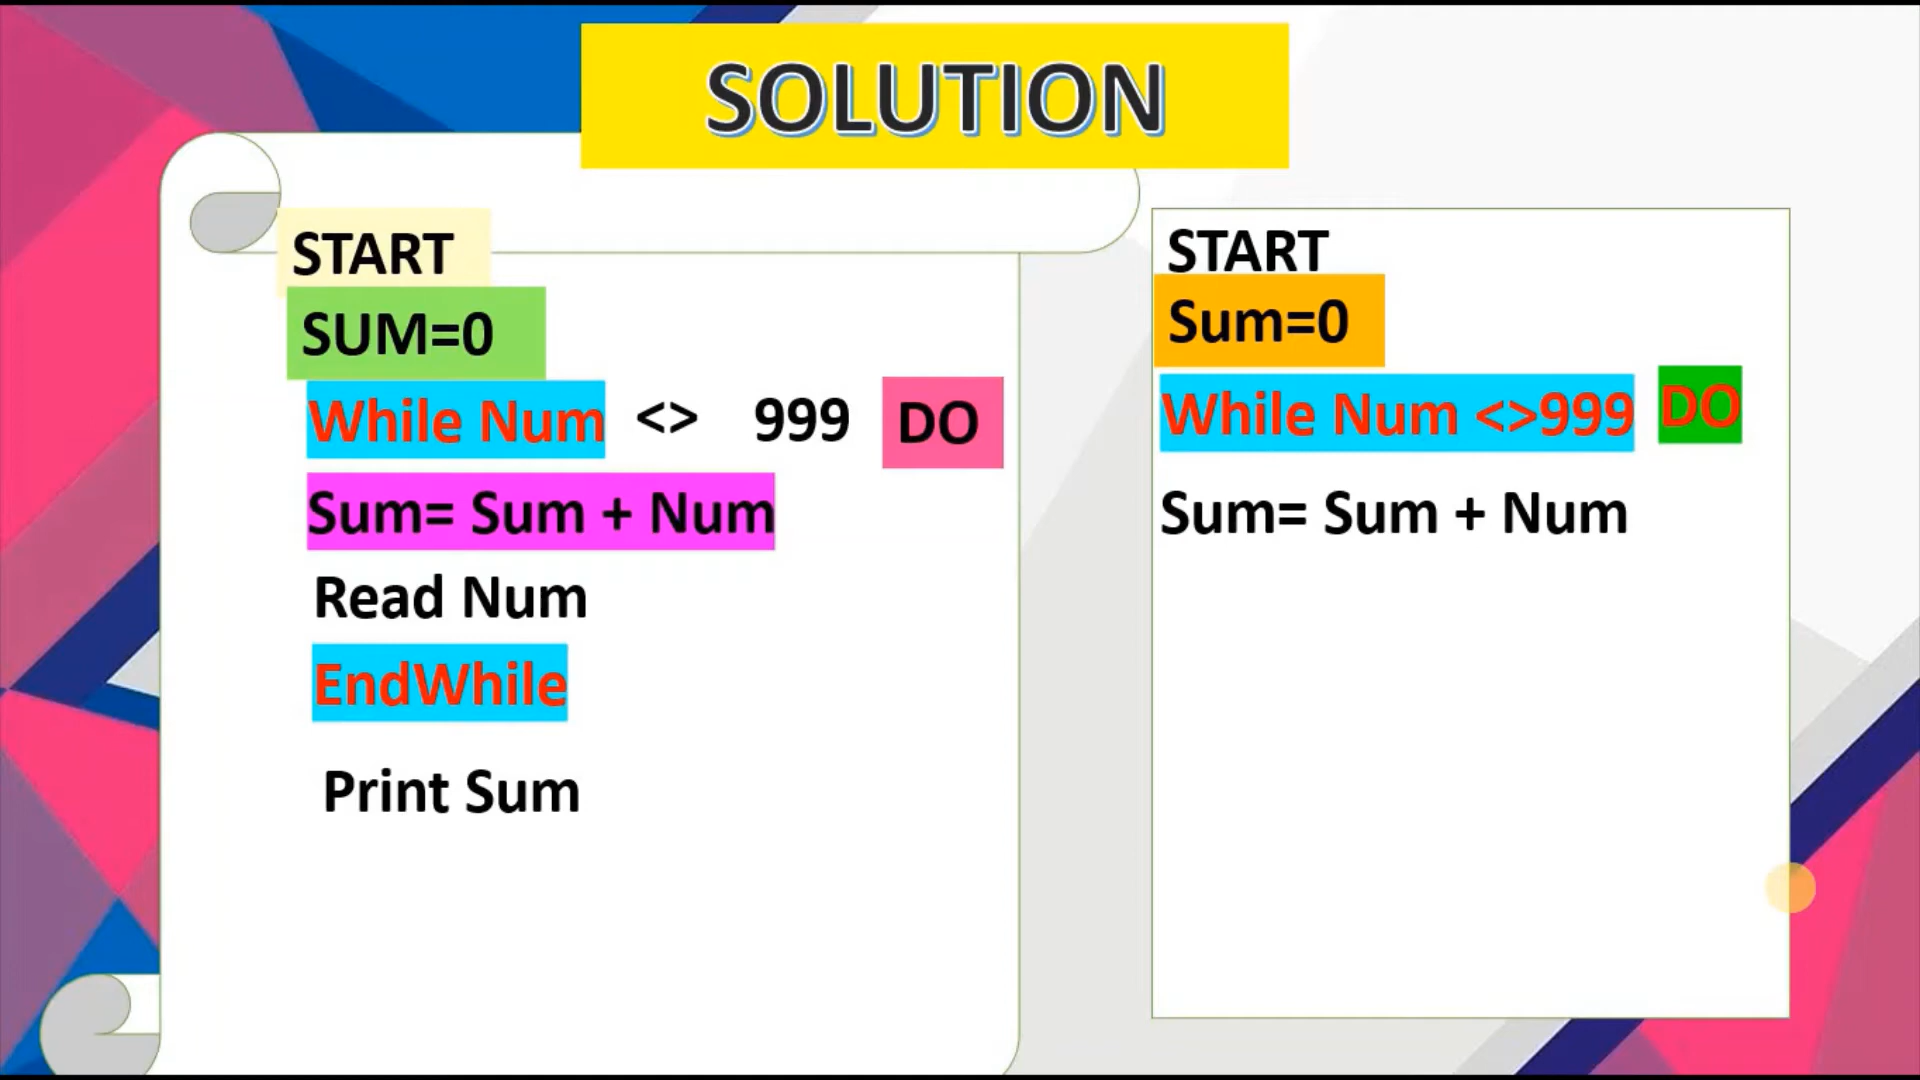 SOLUTION
START
SUM=0
While Num <> 999 DO
Sum= Sum + Num
Read Num
EndWhile
Print Sum
START
Sum=0
While Num <>999 DO
Sum= Sum + Num